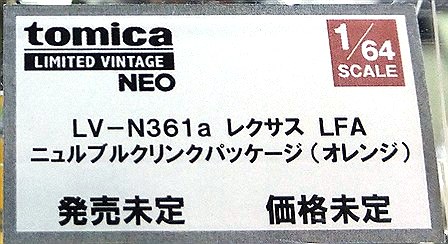 tomica
LIMITED VINTAGE
NEO
1/64
SCALE
LV-N361a レクサス LFA
ニュルブルクリンクパッケージ(オレンジ)
発売未定 価格未定